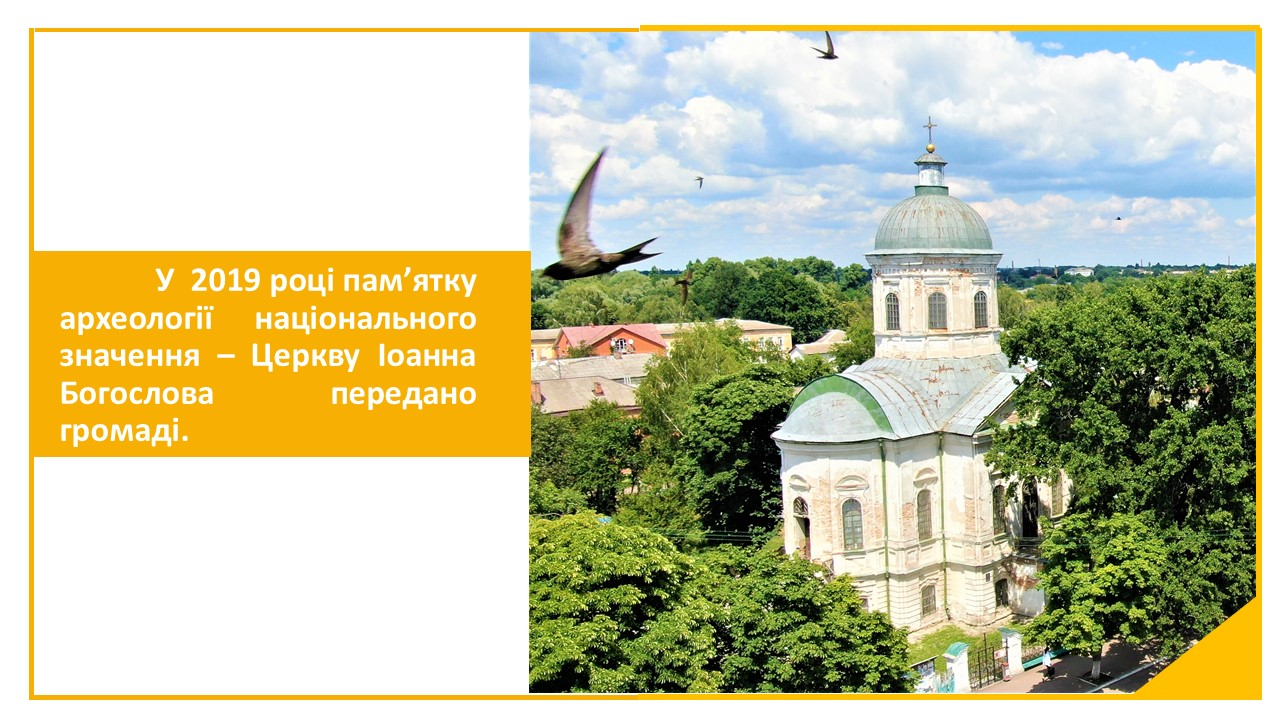 У 2019 році пам’ятку
археології національного
значення – Церкву Іоанна
Богослова передано
громаді.